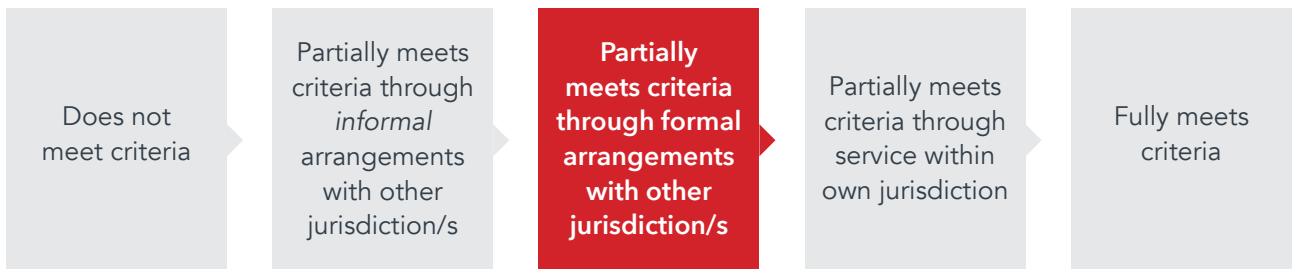 Does not
meet criteria
Partially meets
criteria through
informal
arrangements
with other
jurisdiction/s
Partially
meets criteria
through formal
arrangements
with other
jurisdiction/s
Partially meets
criteria through
service within
own jurisdiction
Fully meets
criteria